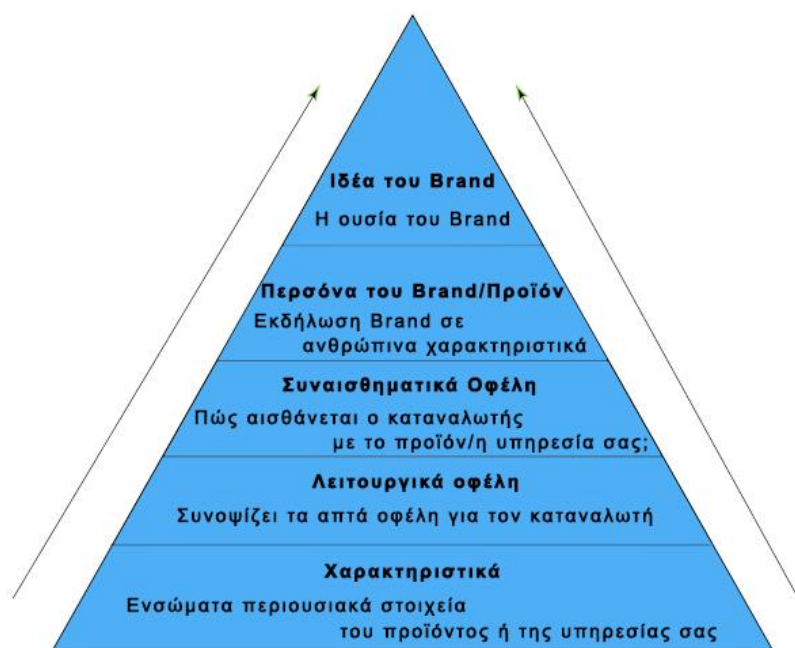 Ιδέα του Brand
Η ουσία του Brand
Περσόνα του Brand/Προϊόν
Εκδήλωση Brand σε
ανθρώπινα χαρακτηριστικά
Συναισθηματικά Οφέλη
Πώς αισθάνεται ο καταναλωτής
με το προϊόν/η υπηρεσία σας;
Λειτουργικά οφέλη
Συνοψίζει τα απτά οφέλη για τον καταναλωτή
Χαρακτηριστικά
Ενσώματα περιουσιακά στοιχεία
του προϊόντος ή της υπηρεσίας σας